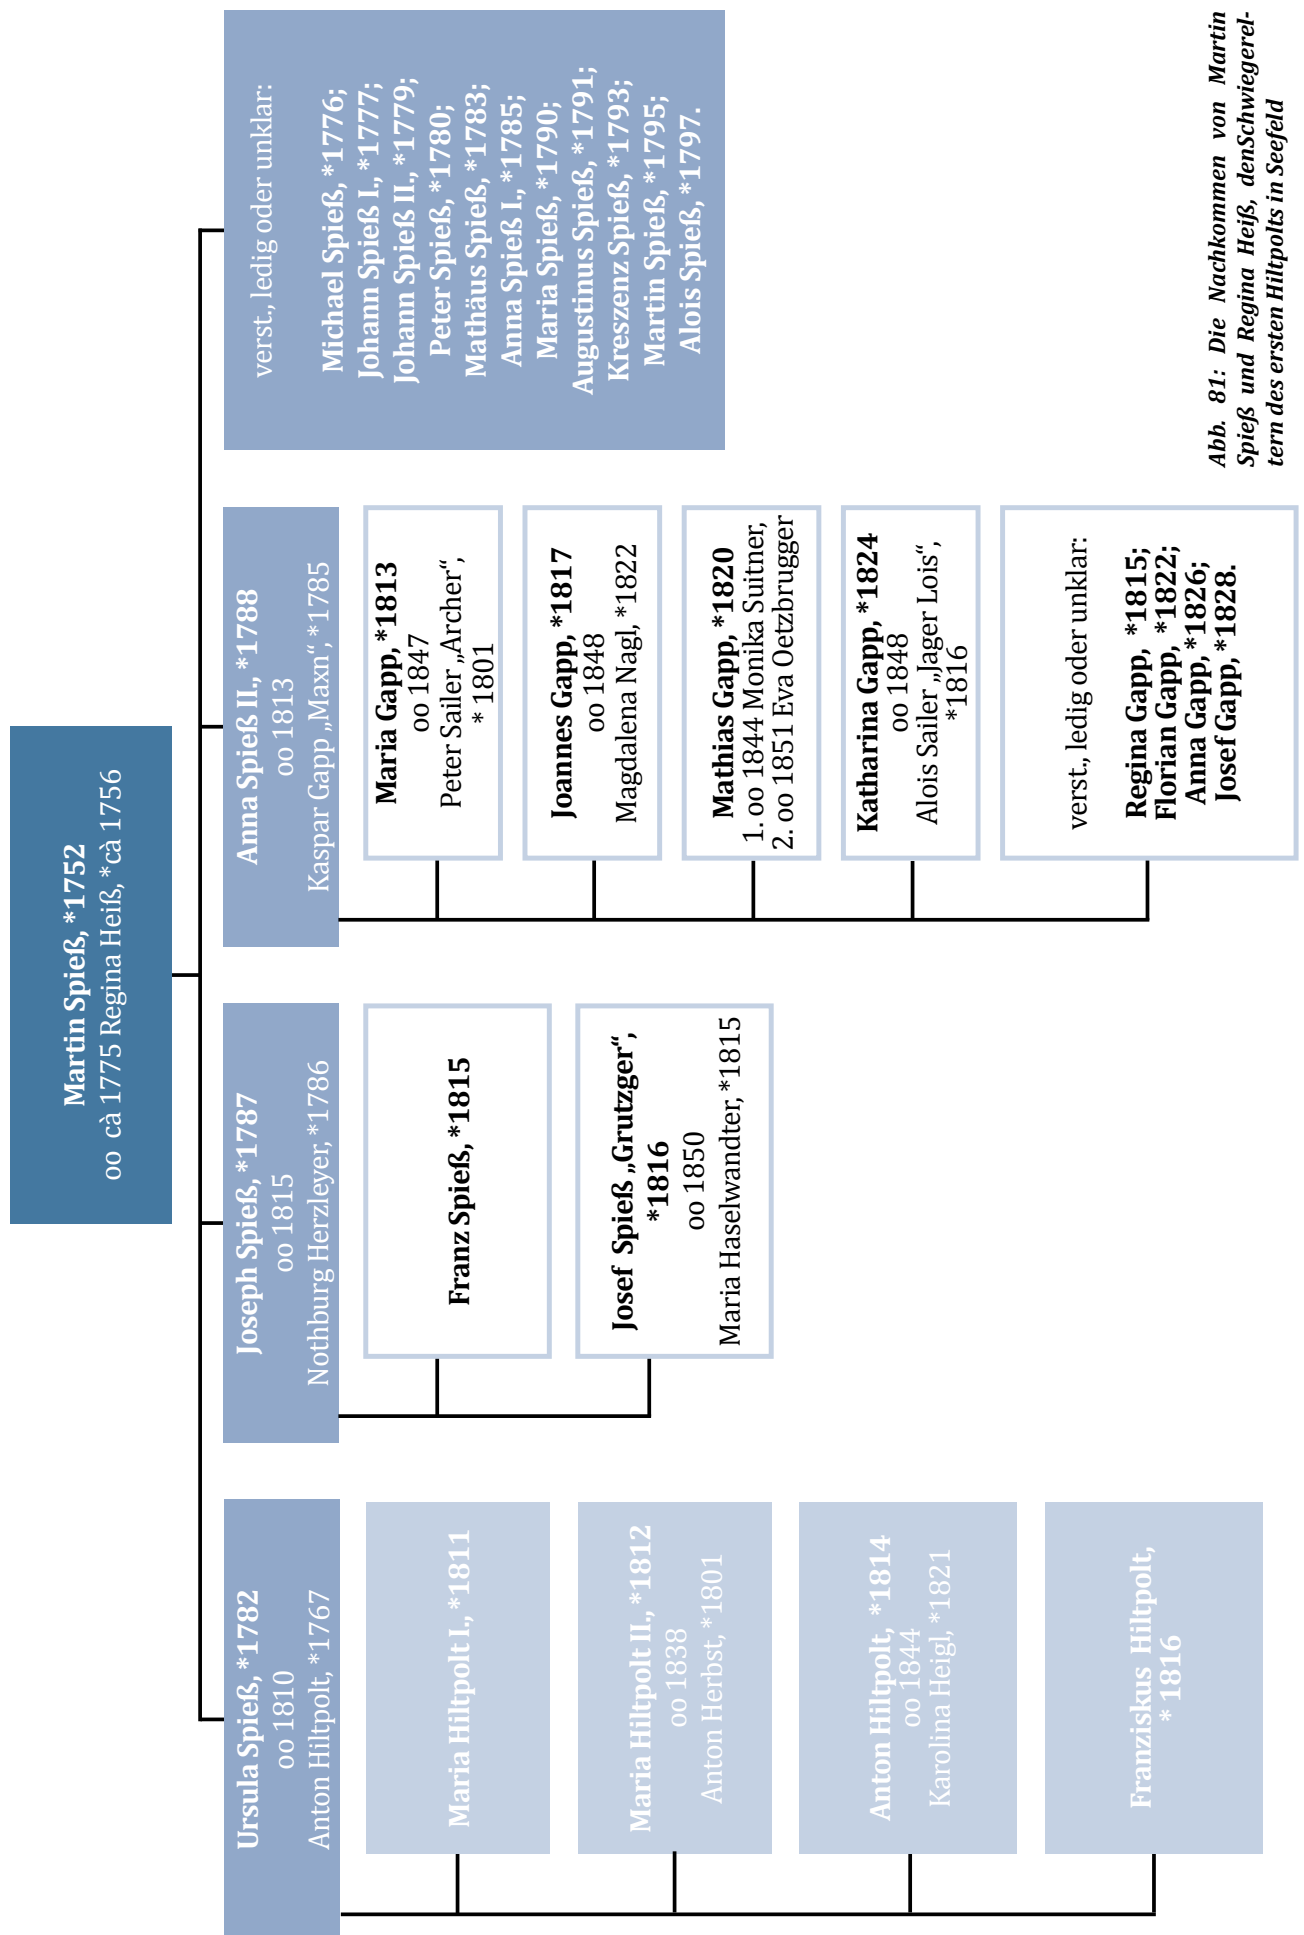 Martin Spieß, *1752
oo cà 1775 Regina Heiß, *cà 1756
Ursula Spieß, *1782
oo 1810
Anton Hiltpolt, *1767
Maria Hiltpolt I., *1811
Maria Hiltpolt II., *1812
oo 1838
Anton Herbst, *1801
Anton Hiltpolt, *1814
oo 1844
Karolina Heigl, *1821
Franziskus Hiltpolt,
* 1816
Joseph Spieß, *1787
oo 1815
Nothburg Herzleyer, *1786
Franz Spieß, *1815
Josef Spieß „Grutzger“,
*1816
oo 1850
Maria Haselwandter, *1815
Anna Spieß II., *1788
oo 1813
Kaspar Gapp „Maxn“, *1785
Maria Gapp, *1813
oo 1847
Peter Sailer „Archer“,
* 1801
Joannes Gapp, *1817
oo 1848
Magdalena Nagl, *1822
Mathias Gapp, *1820
1. oo 1844 Monika Suitner,
2. oo 1851 Eva Oetzbrugger
Katharina Gapp, *1824
oo 1848
Alois Sailer „Jager Lois“,
*1816
verst., ledig oder unklar:
Regina Gapp, *1815;
Florian Gapp, *1822;
Anna Gapp, *1826;
Josef Gapp, *1828.
verst., ledig oder unklar:
Michael Spieß, *1776;
Johann Spieß I., *1777;
Johann Spieß II., *1779;
Peter Spieß, *1780;
Mathäus Spieß, *1783;
Anna Spieß I., *1785;
Maria Spieß, *1790;
Augustinus Spieß, *1791;
Kreszenz Spieß, *1793;
Martin Spieß, *1795;
Alois Spieß, *1797.
Abb. 81: Die Nachkommen von Martin
Spieß und Regina Heiß, denSchwiegerel-
tern des ersten Hiltpolts in Seefeld